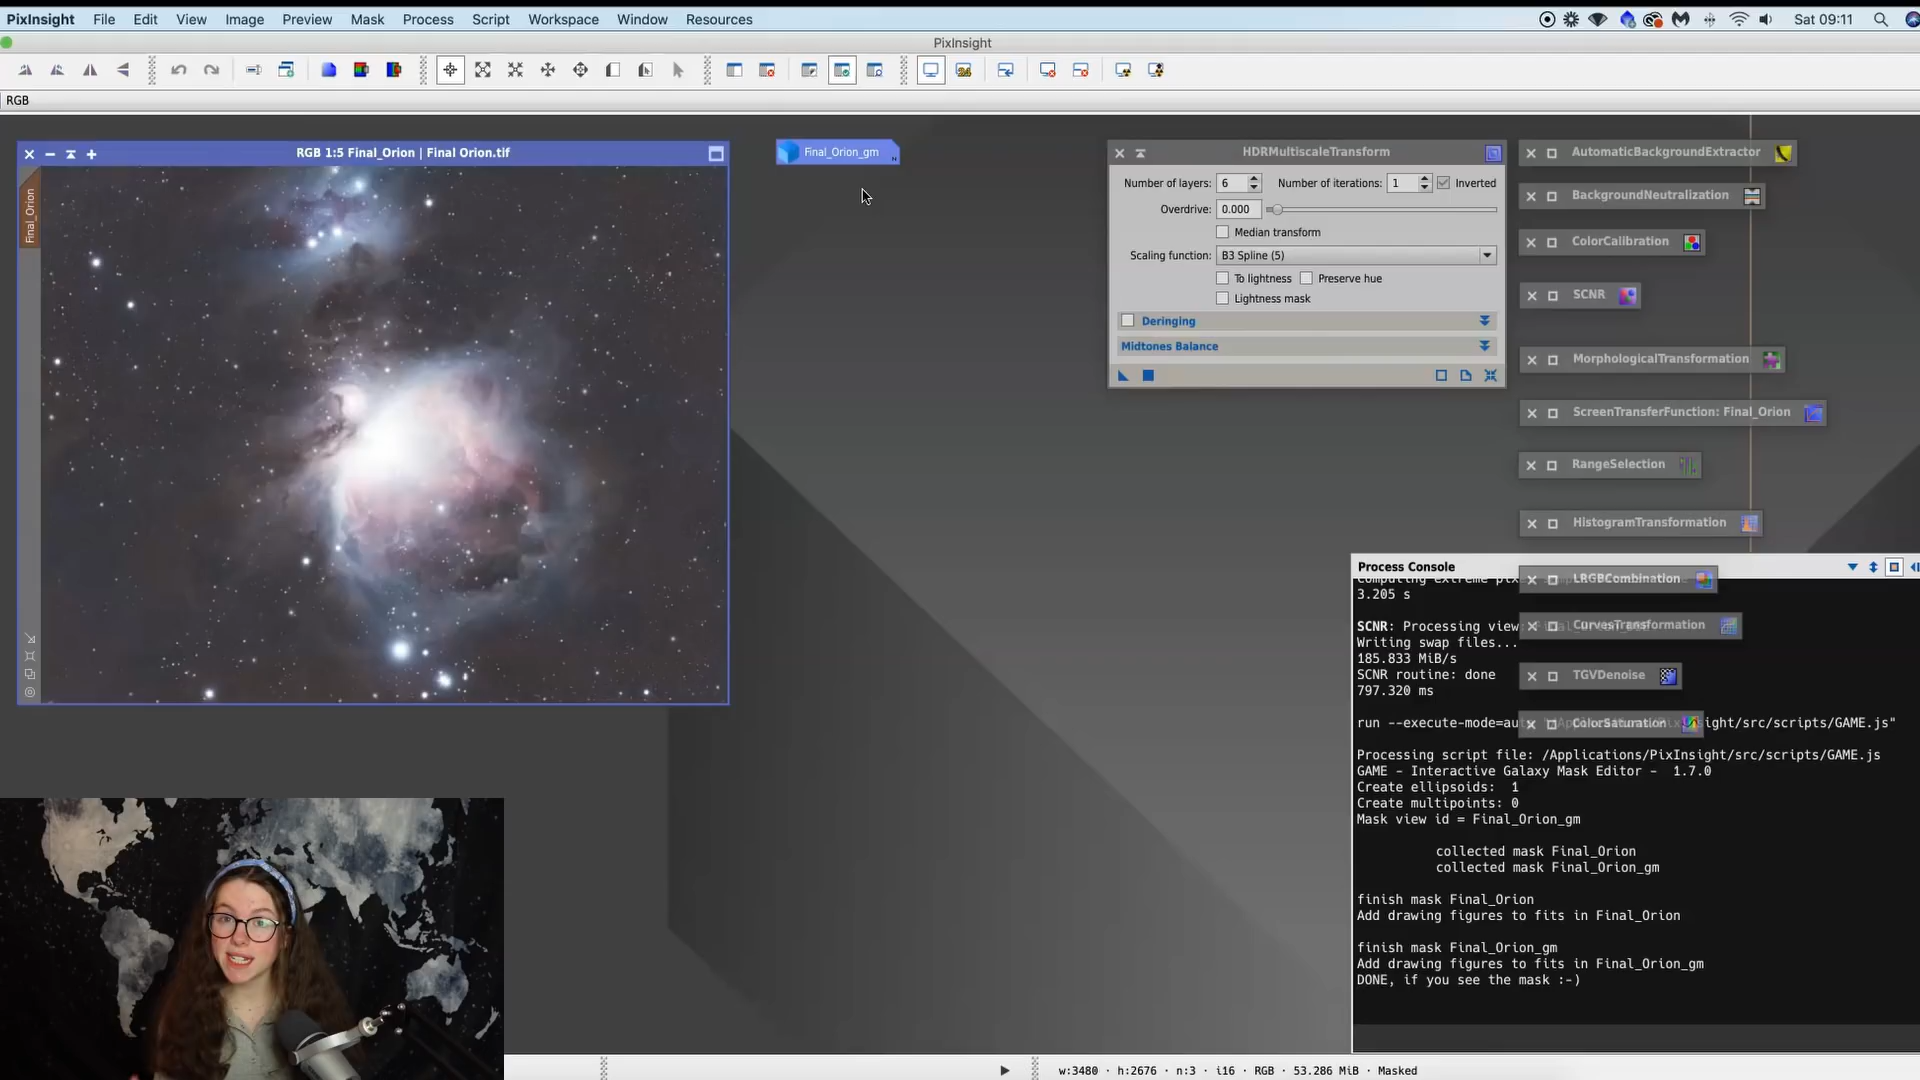 PixInsight File Edit View Image Preview Mask Process Script Workspace Window Resources Sat 09:11
PixInsight
RGB
RGB 1:5 Final_Orion | Final Orion.tif
Final_Orion
Final_Orion_gm
HDRMultiscaleTransform
Number of layers: 6 Number of iterations: 1 Inverted
Overdrive: 0.000
Median transform
Scaling function: B3 Spline (5)
To lightness Preserve hue
Lightness mask
Deringing
Midtones Balance
AutomaticBackgroundExtractor
BackgroundNeutralization
ColorCalibration
SCNR
MorphologicalTransformation
ScreenTransferFunction: Final_Orion
RangeSelection
HistogramTransformation
LRGBCombination
CurvesTransformation
TGVDenoise
ColorSaturation
Process Console
3.205 s
SCNR: Processing view:
Writing swap files...
185.833 MiB/s
SCNR routine: done
797.320 ms
run --execute-mode=au ight/src/scripts/GAME.js"
Processing script file: /Applications/PixInsight/src/scripts/GAME.js
GAME - Interactive Galaxy Mask Editor - 1.7.0
Create ellipsoids: 1
Create multipoints: 0
Mask view id = Final_Orion_gm
collected mask Final_Orion
collected mask Final_Orion_gm
finish mask Final_Orion
Add drawing figures to fits in Final_Orion
finish mask Final_Orion_gm
Add drawing figures to fits in Final_Orion_gm
DONE, if you see the mask :-)
w:3480 · h:2676 · n:3 · i16 · RGB · 53.286 MiB · Masked